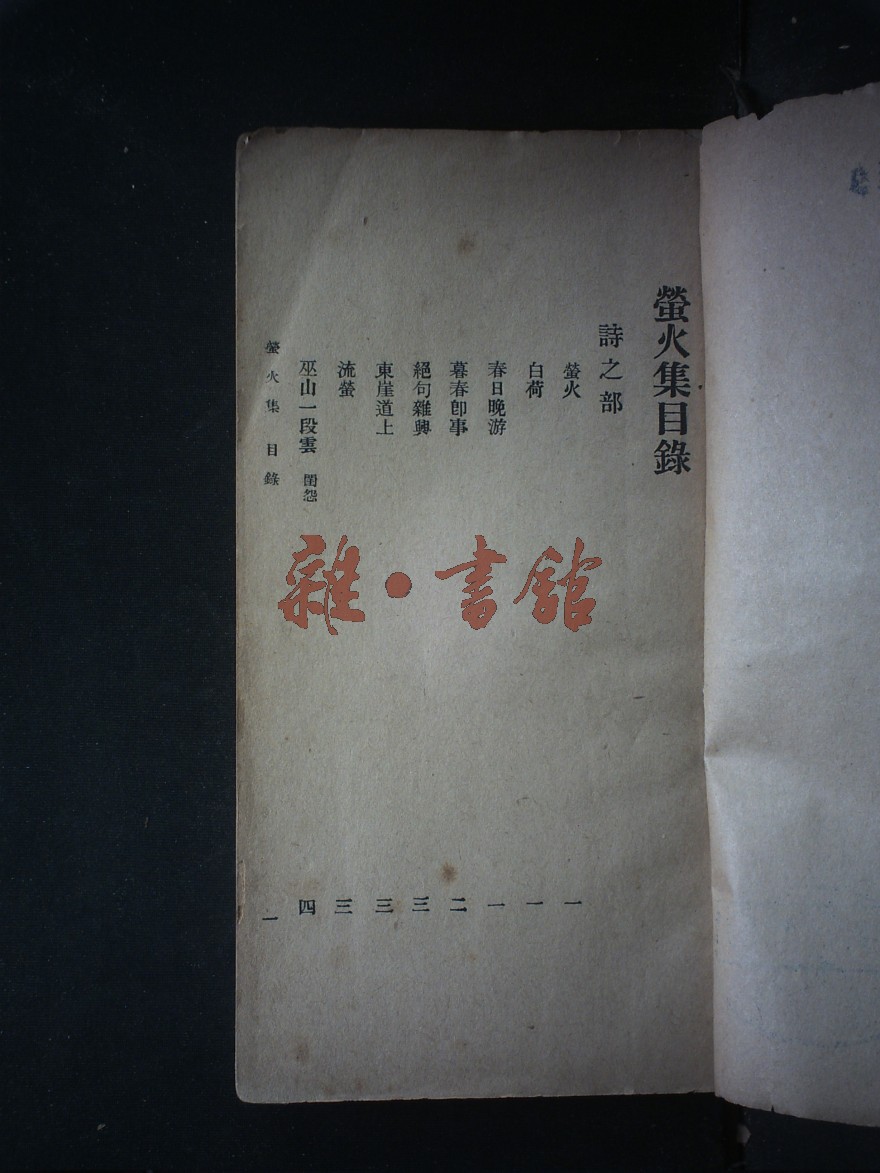 螢火集目錄
詩之部
螢火 一
白荷 一
春日晚游 一
暮春卽事 二
絕句雜興 三
東崖道上 三
流螢 三
巫山一段雲 閨怨 四
螢火集 目錄 一
雜·書館